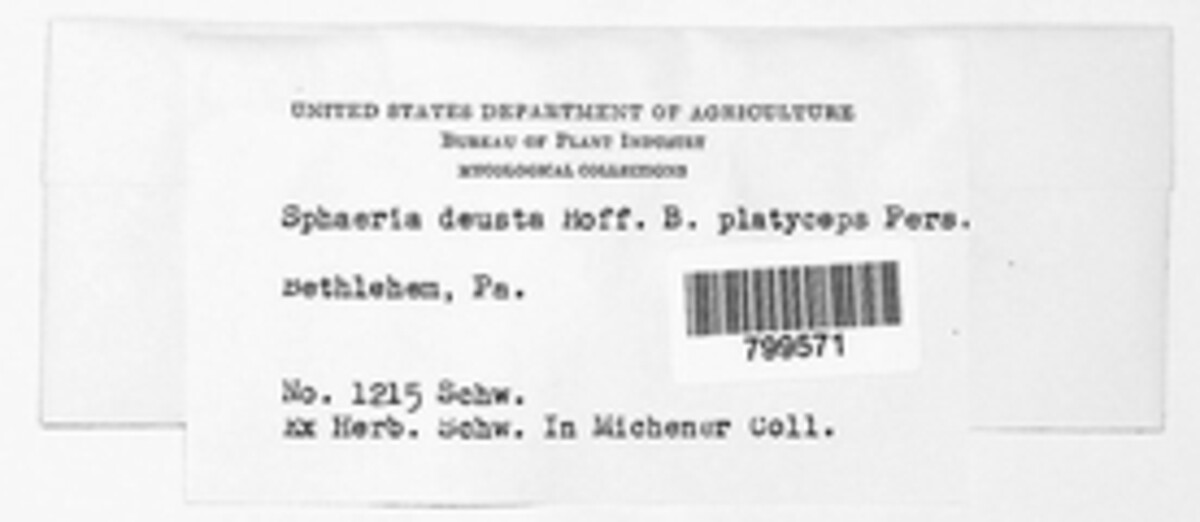 UNITED STATES DEPARTMENT OF AGRICULTURE
BUREAU OF PLANT INDUSTRY
MYCOLOGICAL COLLECTIONS
Sphaeria deusta Hoff. B. platyceps Pers.
Bethlehem, Pa.
799571
No. 1215 Schw.
Ex Herb. Schw. In Michener Coll.